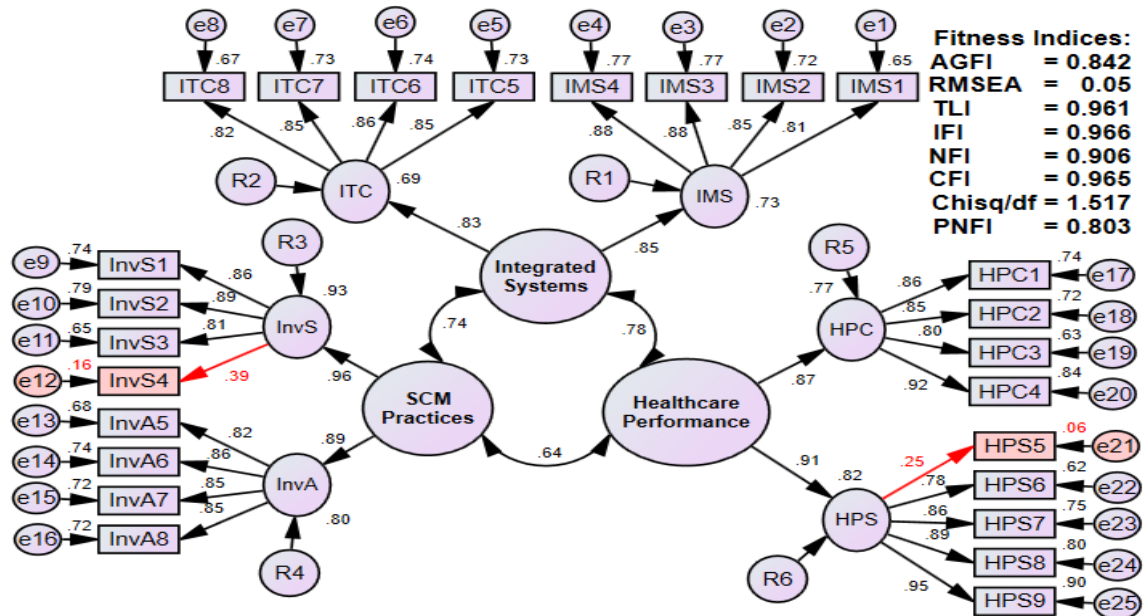 e8 e7 e6 e5 e4 e3 e2 e1
.67 .73 .74 .73 .77 .77 .72 .65
ITC8 ITC7 ITC6 ITC5 IMS4 IMS3 IMS2 IMS1
.82 .85 .86 .85 .88 .88 .85 .81
Fitness Indices:
AGFI = 0.842
RMSEA = 0.05
TLI = 0.961
IFI = 0.966
NFI = 0.906
CFI = 0.965
Chisq/df = 1.517
PNFI = 0.803
R2 ITC .69 R1 IMS .73
.83 .85
Integrated
Systems
.74 .78
R3 .93
InvS
e9 .74 InvS1 .86
e10 .79 InvS2 .89
e11 .65 InvS3 .81
e12 .16 InvS4 .39
.96
SCM
Practices
.89
e13 .68 InvA5 .82
e14 .74 InvA6 .86
e15 .72 InvA7 .85
e16 .72 InvA8 .85
InvA
.80
R4
.64
Healthcare
Performance
R5
.77
HPC
.87
.86 HPC1 .74 e17
.85 HPC2 .72 e18
.80 HPC3 .63 e19
.92 HPC4 .84 e20
.91
.82
HPS
R6
.25 HPS5 .06 e21
.78 HPS6 .62 e22
.86 HPS7 .75 e23
.89 HPS8 .80 e24
.95 HPS9 .90 e25